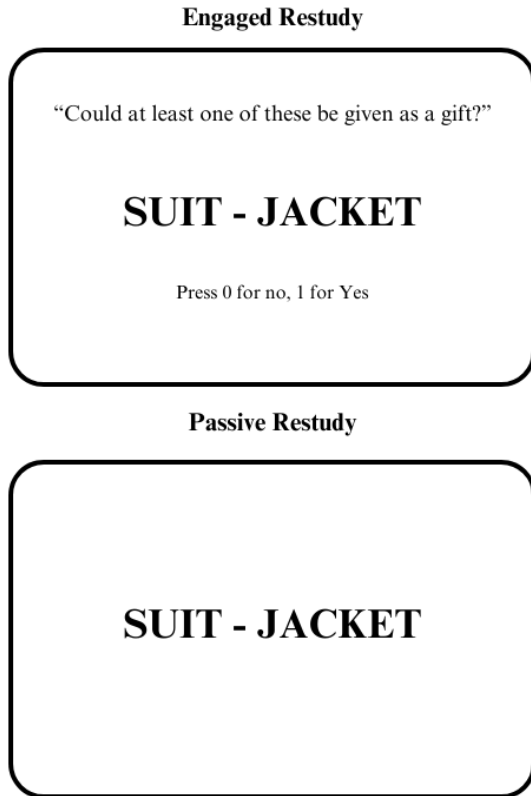 Engaged Restudy
“Could at least one of these be given as a gift?”
SUIT - JACKET
Press 0 for no, 1 for Yes
Passive Restudy
SUIT - JACKET